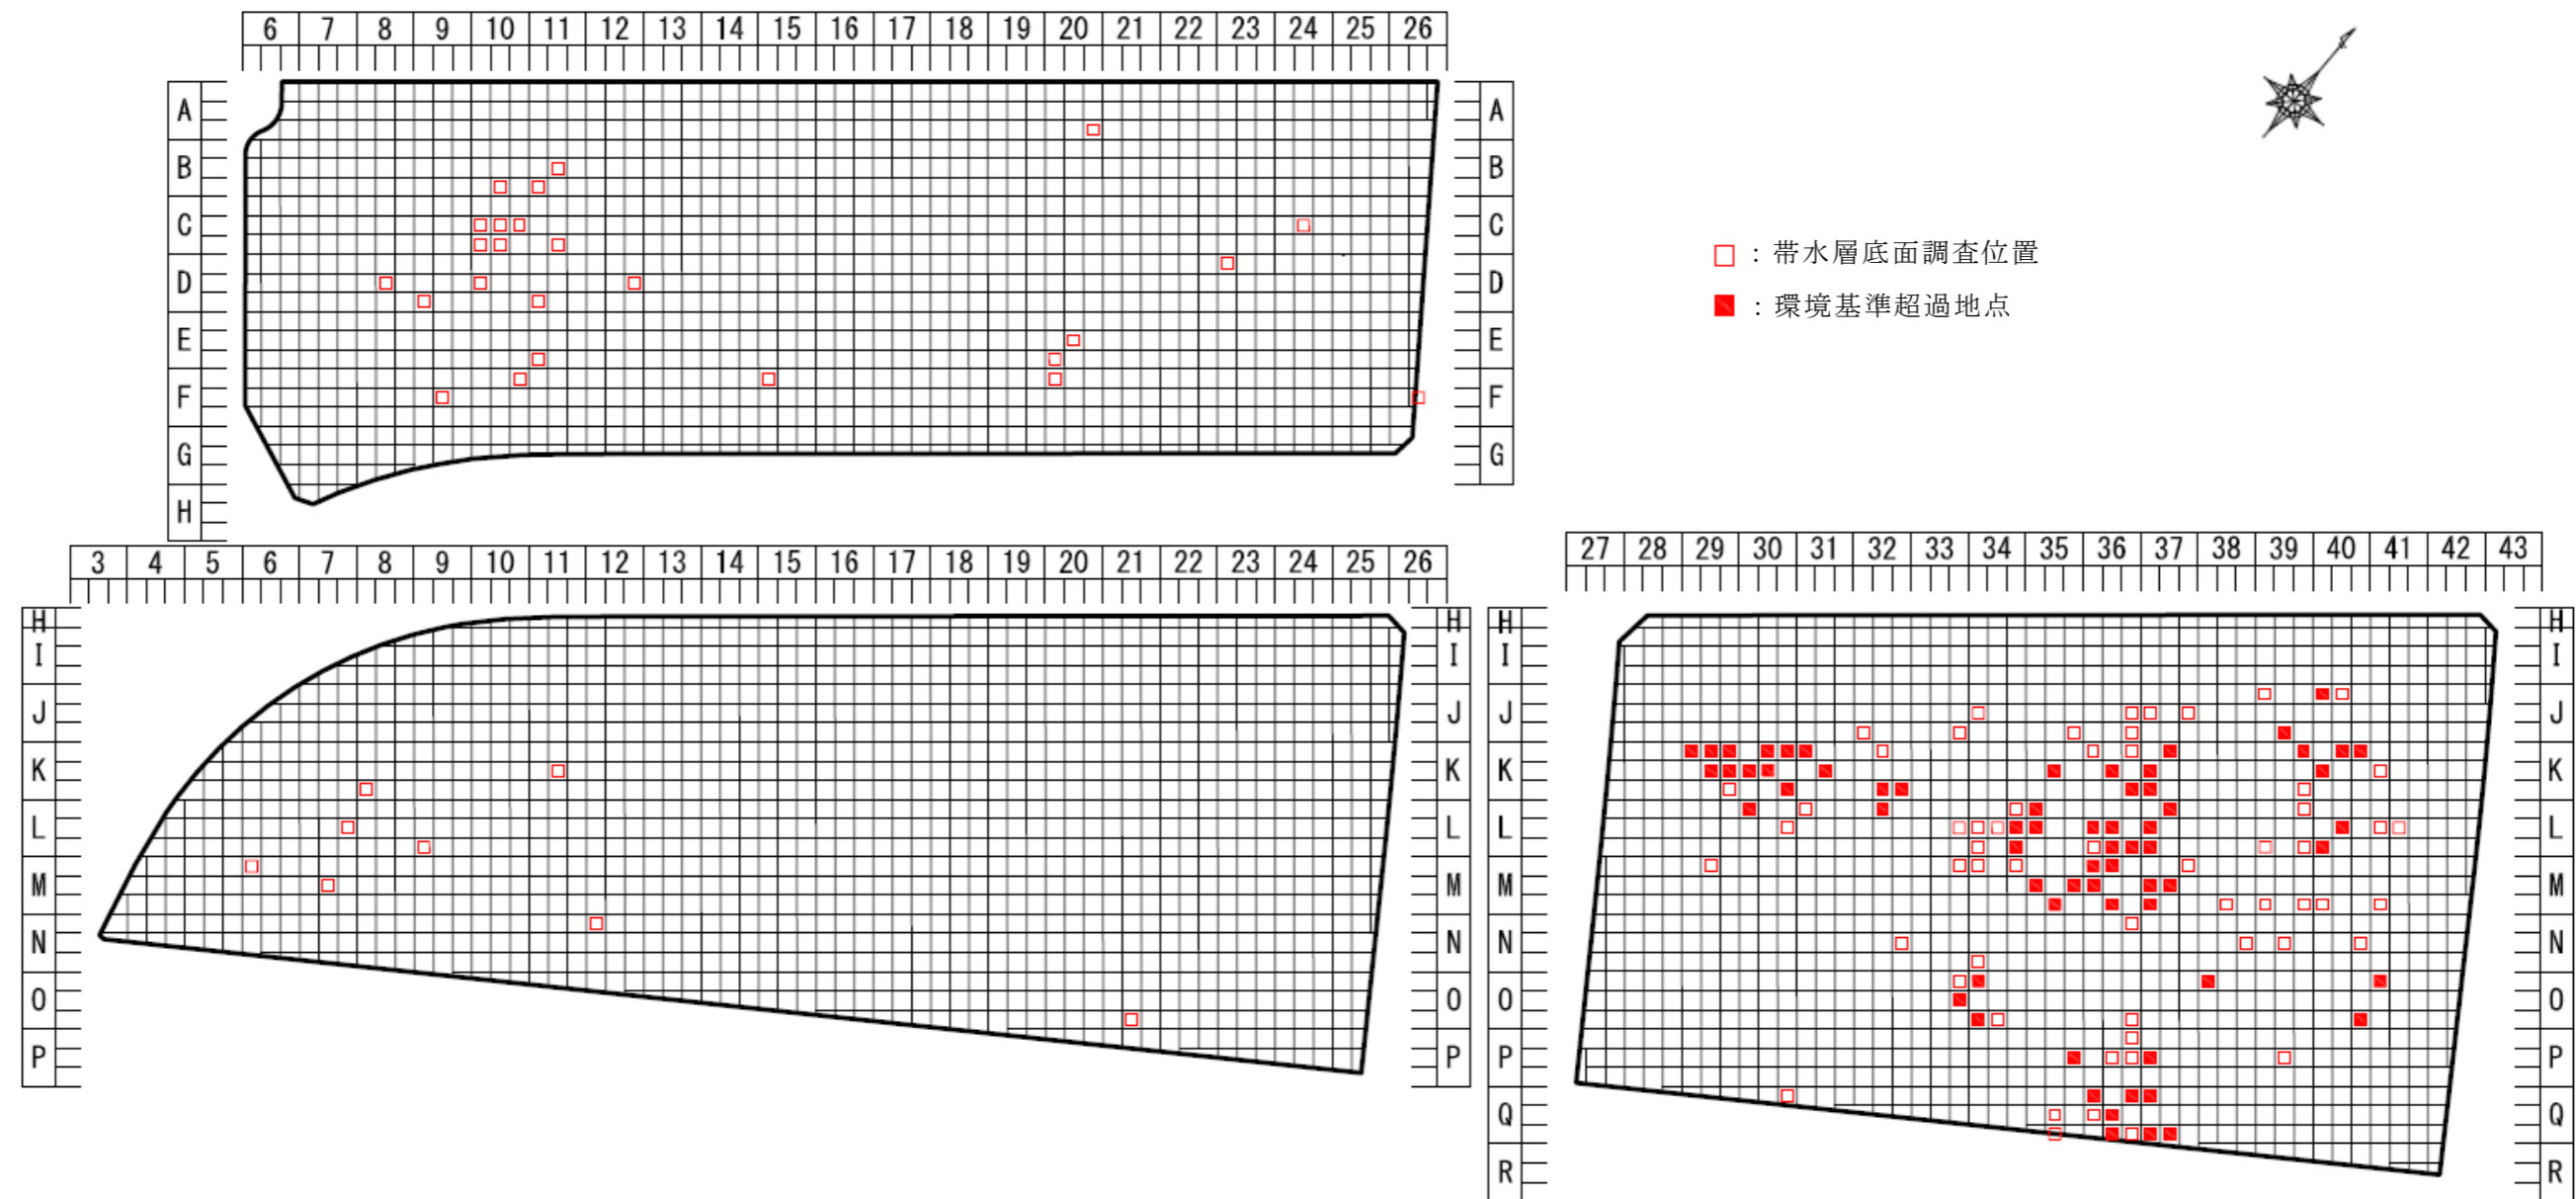 6 7 8 9 10 11 12 13 14 15 16 17 18 19 20 21 22 23 24 25 26
A A
B B
C C
: 帯水層底面調査位置
D D
: 環境基準超過地点
E E
F F
G G
H
27 28 29 30 31 32 33 34 35 36 37 38 39 40 41 42 43
3 4 5 6 7 8 9 10 11 12 13 14 15 16 17 18 19 20 21 22 23 24 25 26
H H H H
I I I I
J J J J
K K K K
L L L L
M M M M
N N N N
O O O O
P P P P
Q Q
R R